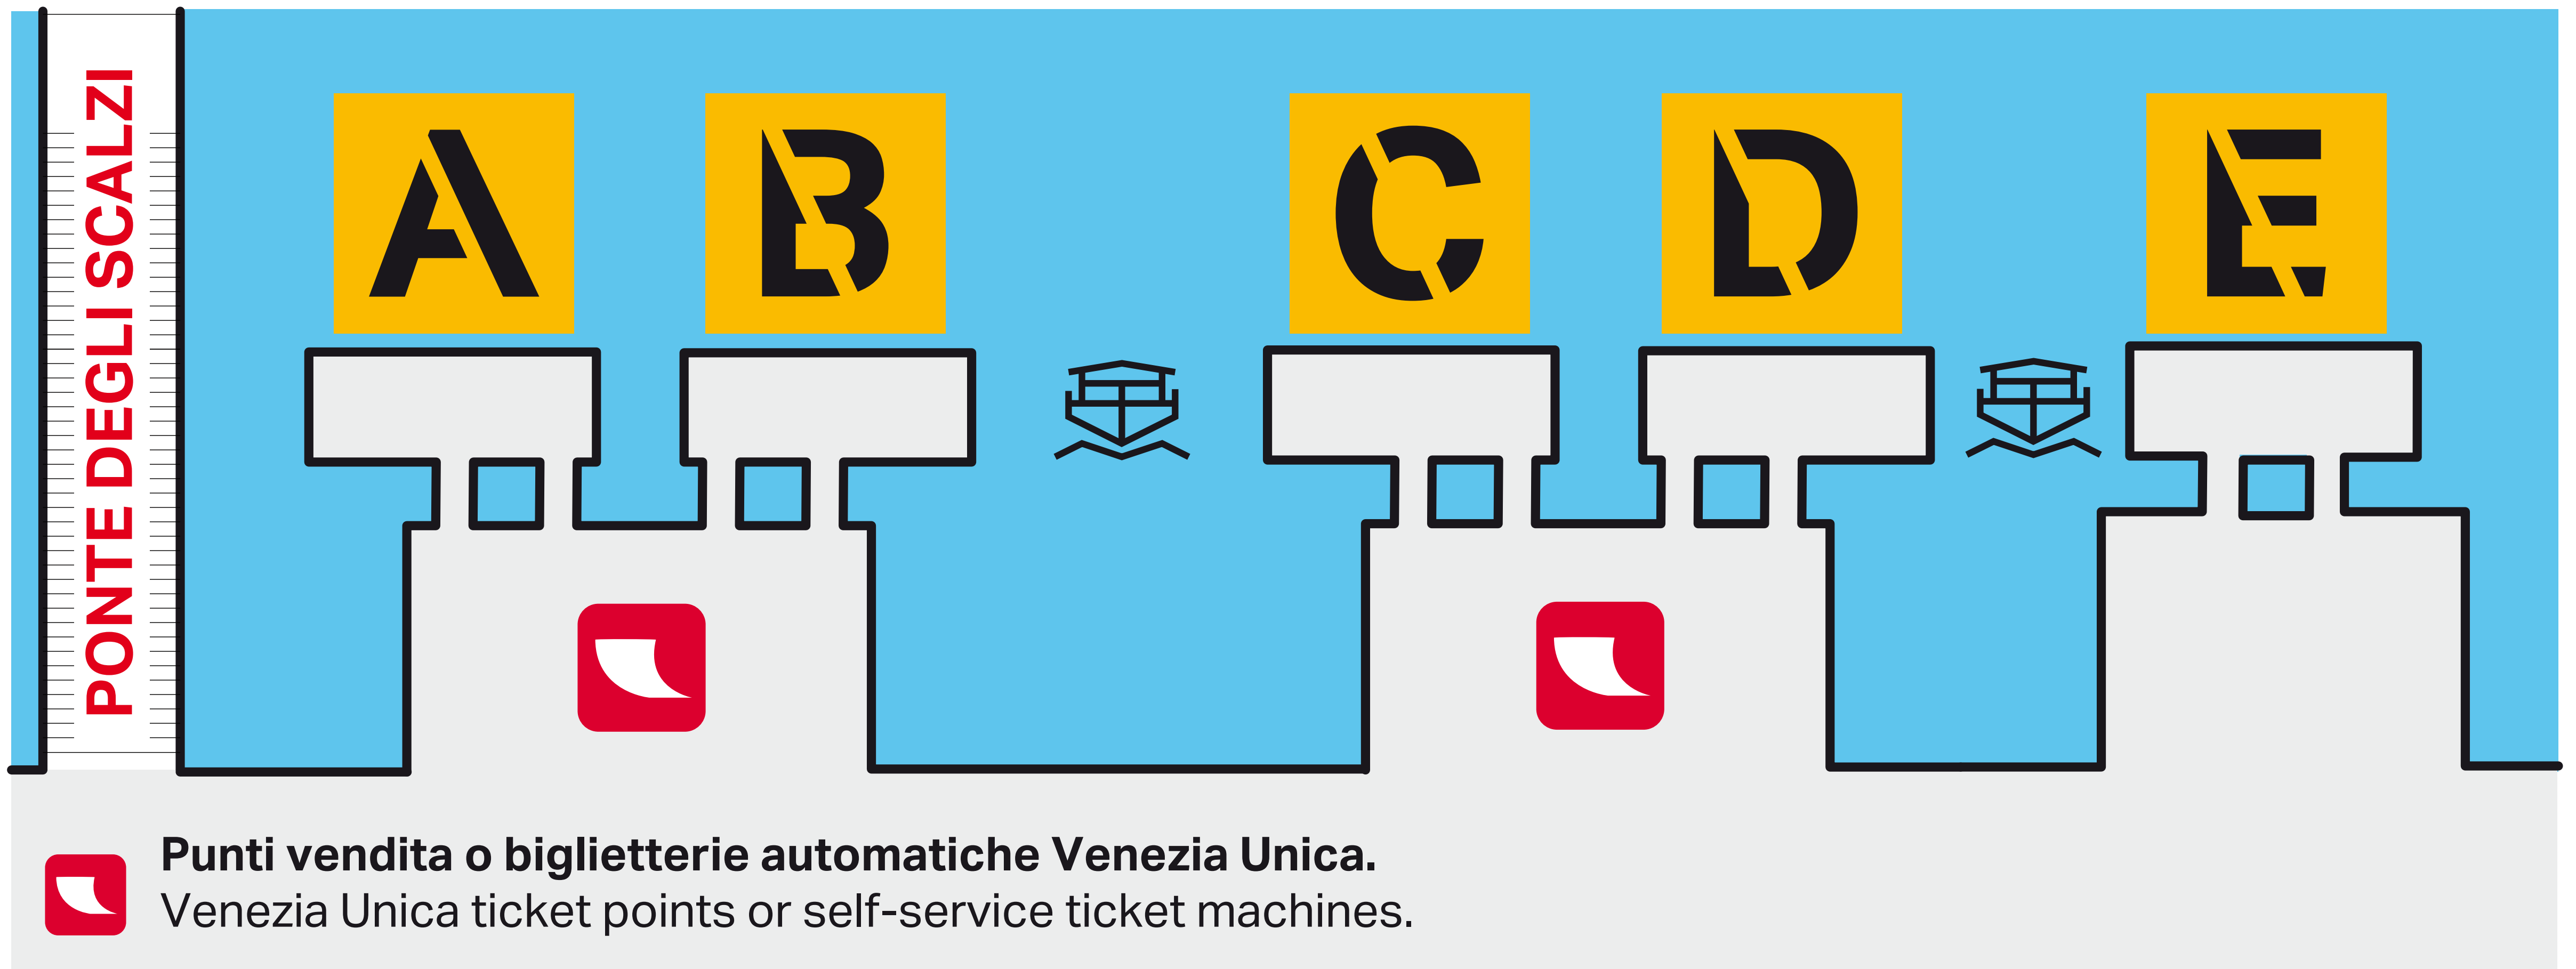 PONTE DEGLI SCALZI
A
B
C
D
E
Punti vendita o biglietterie automatiche Venezia Unica.
Venezia Unica ticket points or self-service ticket machines.